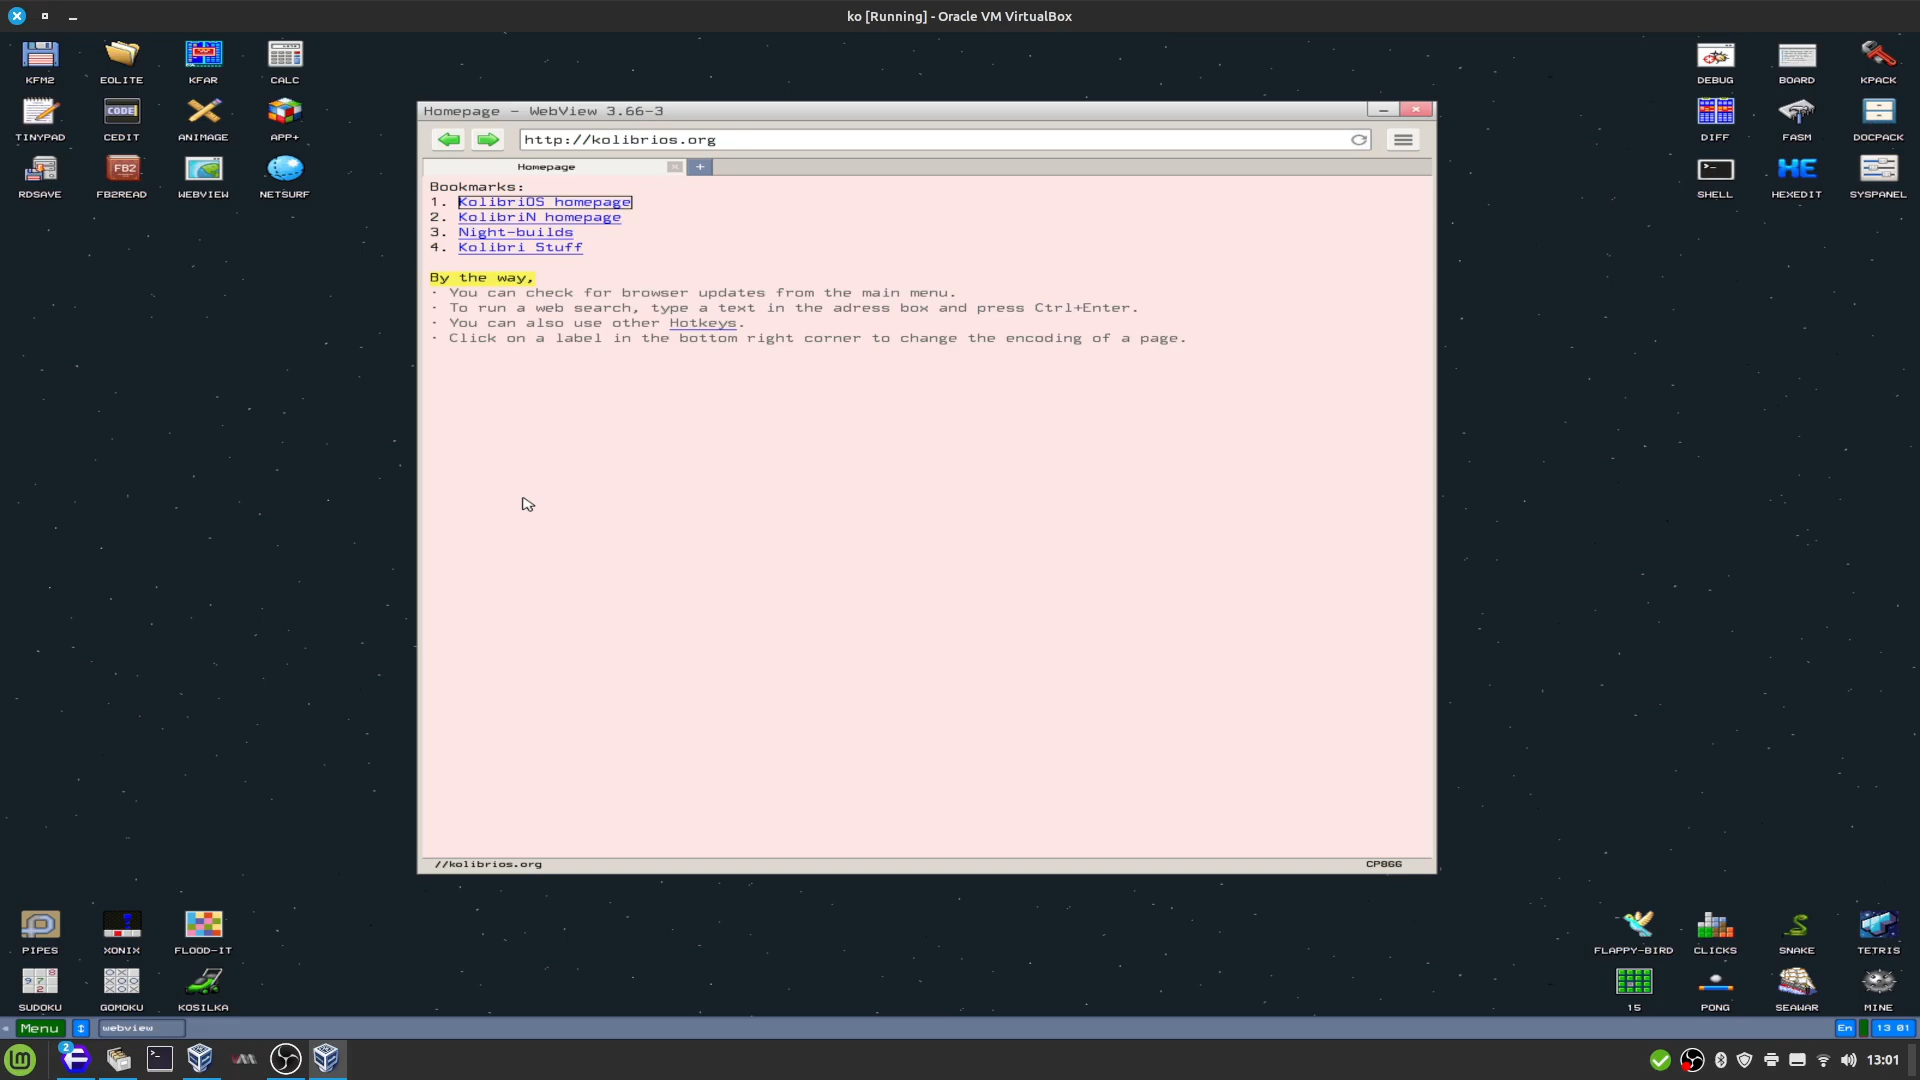 ko [Running] - Oracle VM VirtualBox
KFM2 EOLITE KFAR CALC
DEBUG BOARD KPACK
TINYPAD CEDIT ANIMAGE APP+
DIFF FASM DOCPACK
RDSAVE FB2READ WEBVIEW NETSURF
SHELL HEXEDIT SYSPANEL
CODE
FB2
HE
Homepage - WebView 3.66-3
http://kolibrios.org
Homepage
Bookmarks:
1. KolibriOS homepage
2. KolibriN homepage
3. Night-builds
4. Kolibri Stuff
By the way,
· You can check for browser updates from the main menu.
· To run a web search, type a text in the adress box and press Ctrl+Enter.
· You can also use other Hotkeys.
· Click on a label in the bottom right corner to change the encoding of a page.
//kolibrios.org
CP866
PIPES XONIX FLOOD-IT
FLAPPY-BIRD CLICKS SNAKE TETRIS
SUDOKU GOMOKU KOSILKA
15 PONG SEAWAR MINE
Menu
webview
En
13 01
2
13:01